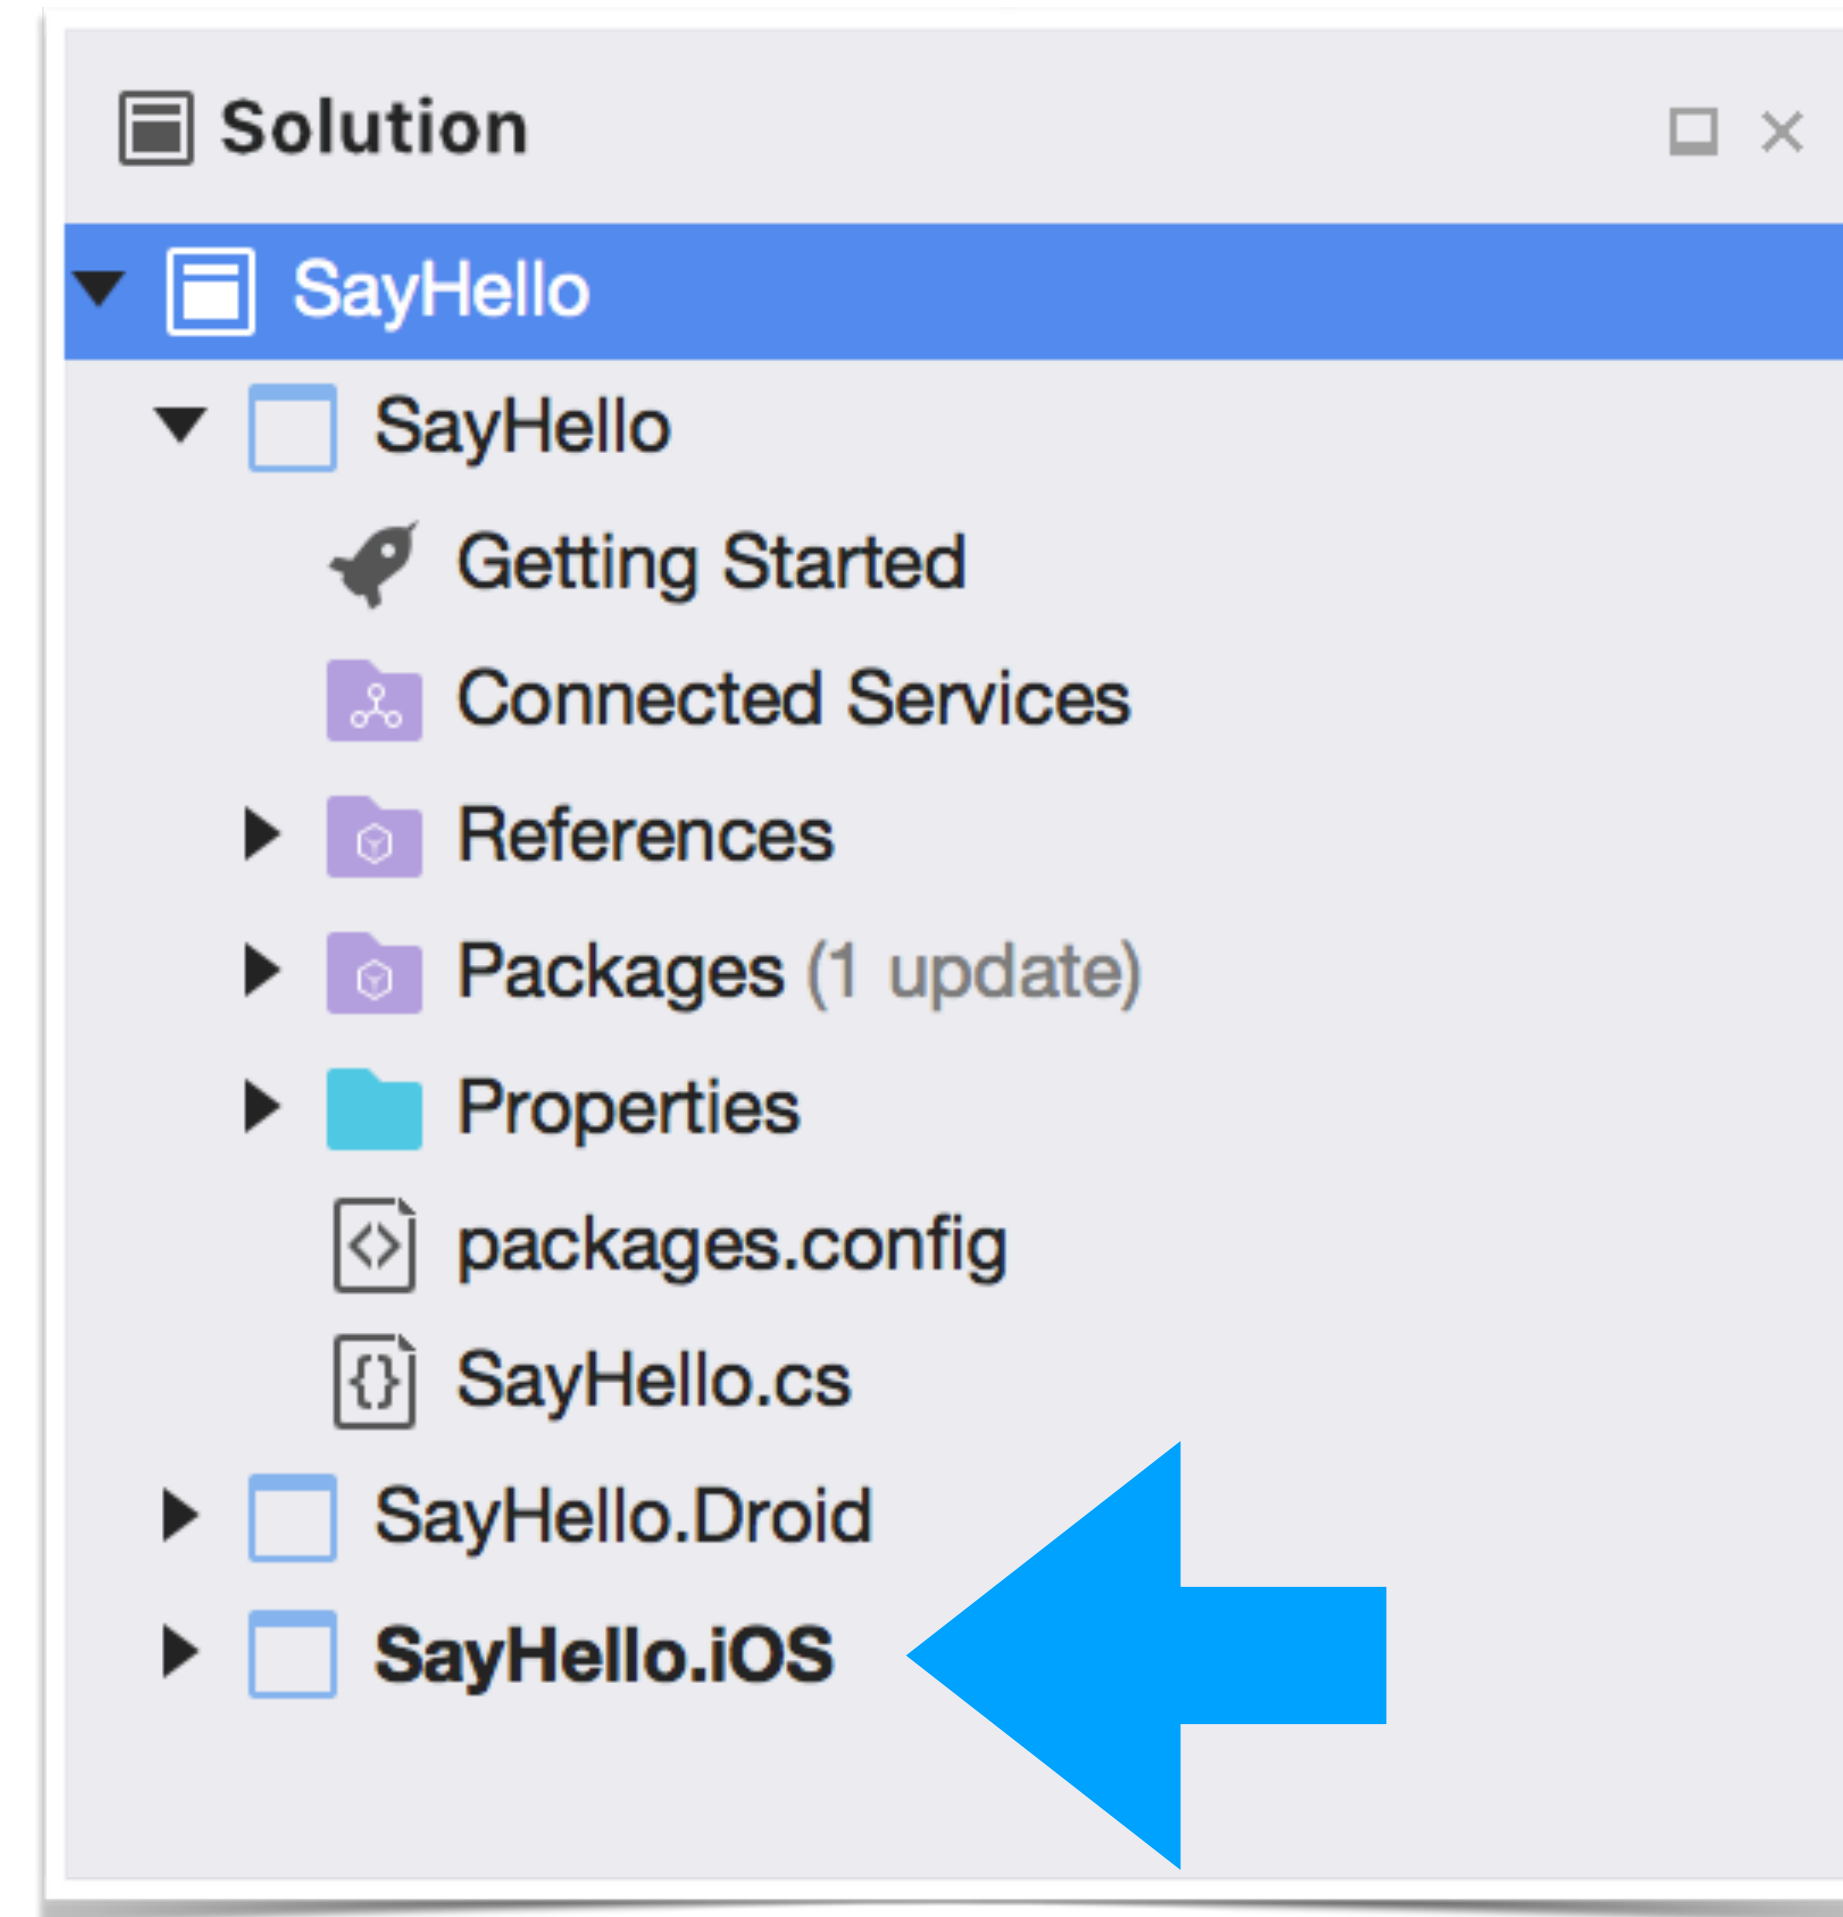 Solution
SayHello
SayHello
Getting Started
Connected Services
References
Packages (1 update)
Properties
packages.config
SayHello.cs
SayHello.Droid
SayHello.iOS